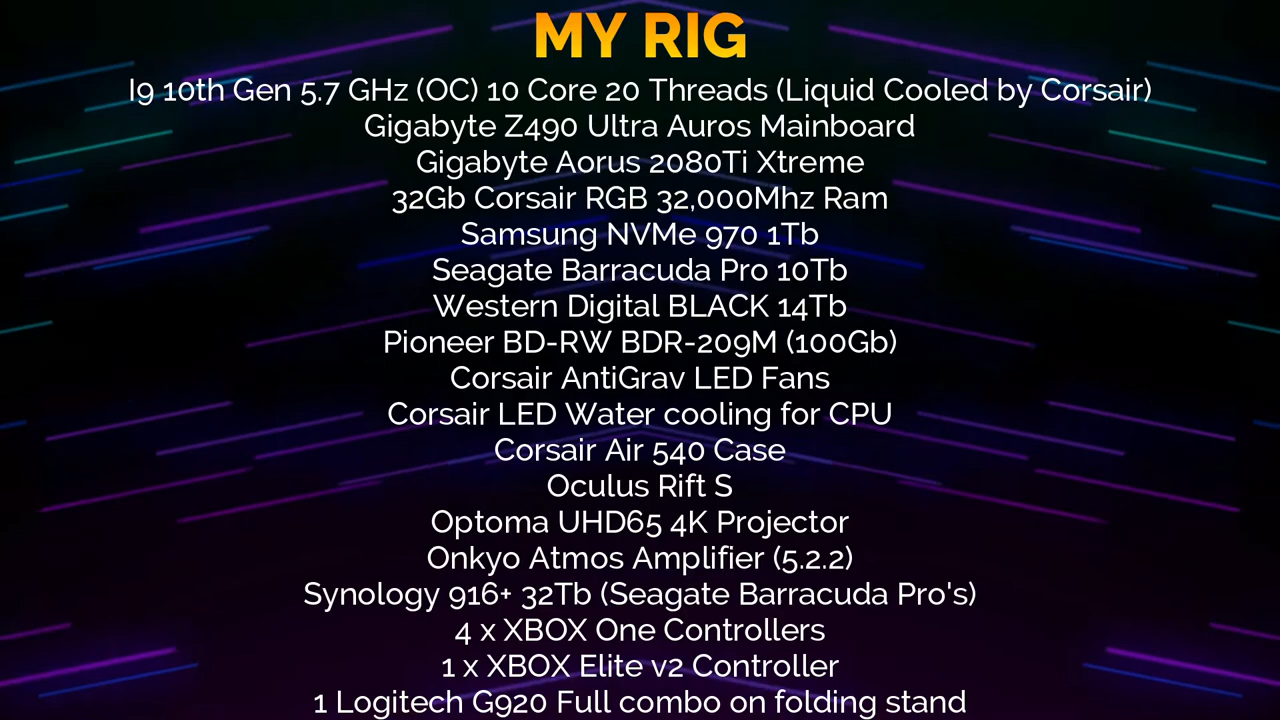 MY RIG
I9 10th Gen 5.7 GHz (OC) 10 Core 20 Threads (Liquid Cooled by Corsair)
Gigabyte Z490 Ultra Auros Mainboard
Gigabyte Aorus 2080Ti Xtreme
32Gb Corsair RGB 32,000Mhz Ram
Samsung NVMe 970 1Tb
Seagate Barracuda Pro 10Tb
Western Digital BLACK 14Tb
Pioneer BD-RW BDR-209M (100Gb)
Corsair AntiGrav LED Fans
Corsair LED Water cooling for CPU
Corsair Air 540 Case
Oculus Rift S
Optoma UHD65 4K Projector
Onkyo Atmos Amplifier (5.2.2)
Synology 916+ 32Tb (Seagate Barracuda Pro's)
4 x XBOX One Controllers
1 x XBOX Elite v2 Controller
1 Logitech G920 Full combo on folding stand